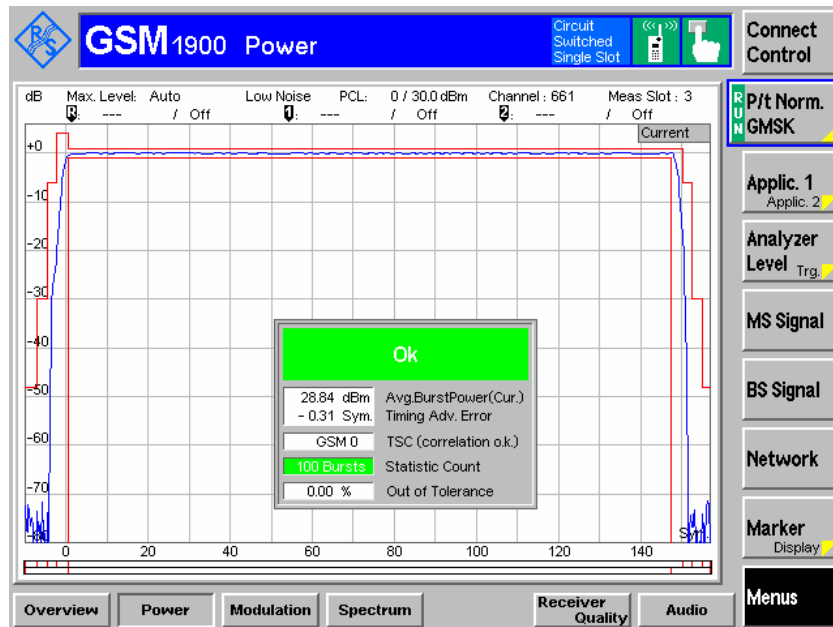 R&S
GSM 1900 Power
Circuit Switched Single Slot
Connect Control
dB Max. Level: Auto Low Noise PCL: 0 / 30.0 dBm Channel : 661 Meas Slot : 3
R: --- / Off 1: --- / Off 2: --- / Off
Current
RUN
P/t Norm.
GMSK
Applic. 1
Applic. 2
Analyzer
Level Trg.
MS Signal
BS Signal
Network
Marker
Display
Menus
+0
-10
-20
-30
-40
-50
-60
-70
-80
Ok
28.84 dBm Avg.BurstPower(Cur.)
- 0.31 Sym. Timing Adv. Error
GSM 0 TSC (correlation o.k.)
100 Bursts Statistic Count
0.00 % Out of Tolerance
Sym.
0 20 40 60 80 100 120 140
Overview Power Modulation Spectrum Receiver Quality Audio